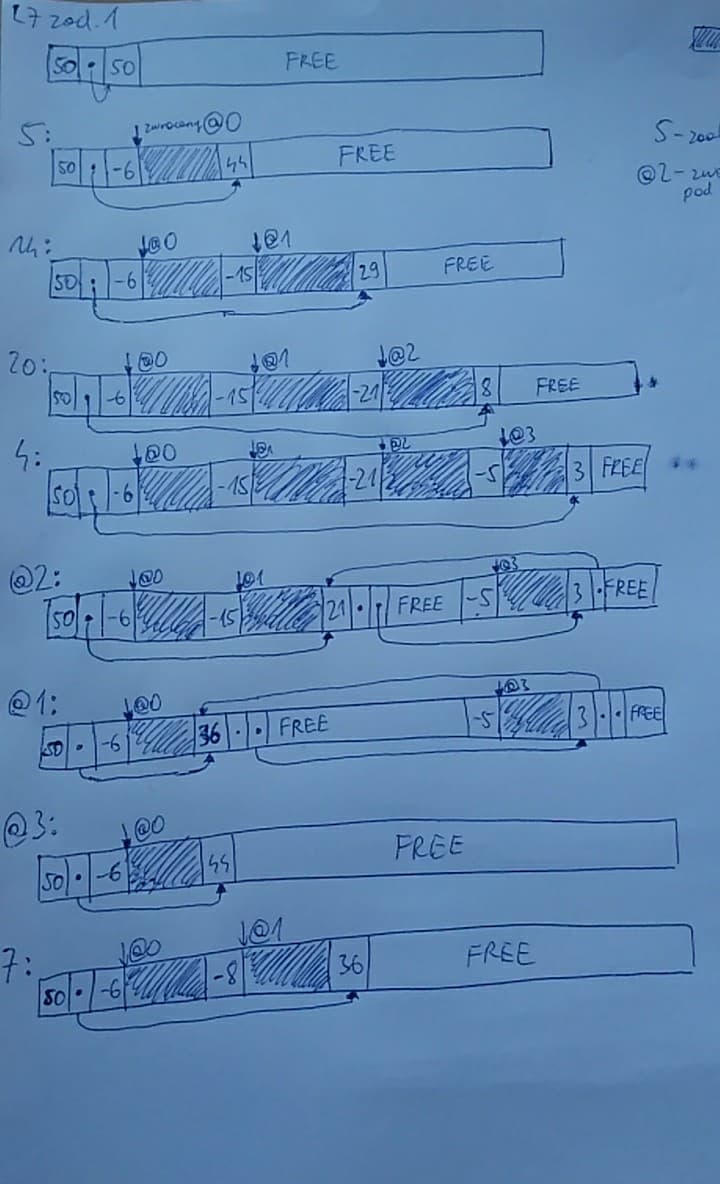 L7 zad. 1
50 50 FREE
5: zwrócony @0
50 -6 44 FREE
5-
@2-
pod
14: @0 @1
50 -6 -15 29 FREE
20: @0 @1 @2
50 -6 -15 -21 8 FREE *
4: @0 @1 @2 @3
50 -6 -15 -21 -5 3 FREE **
@2: @0 @1 @3
50 -6 -15 21 FREE -5 3 FREE
@1: @0 @3
50 -6 36 FREE -5 3 FREE
@3: @0
50 -6 44 FREE
7: @0 @1
50 -6 -8 36 FREE